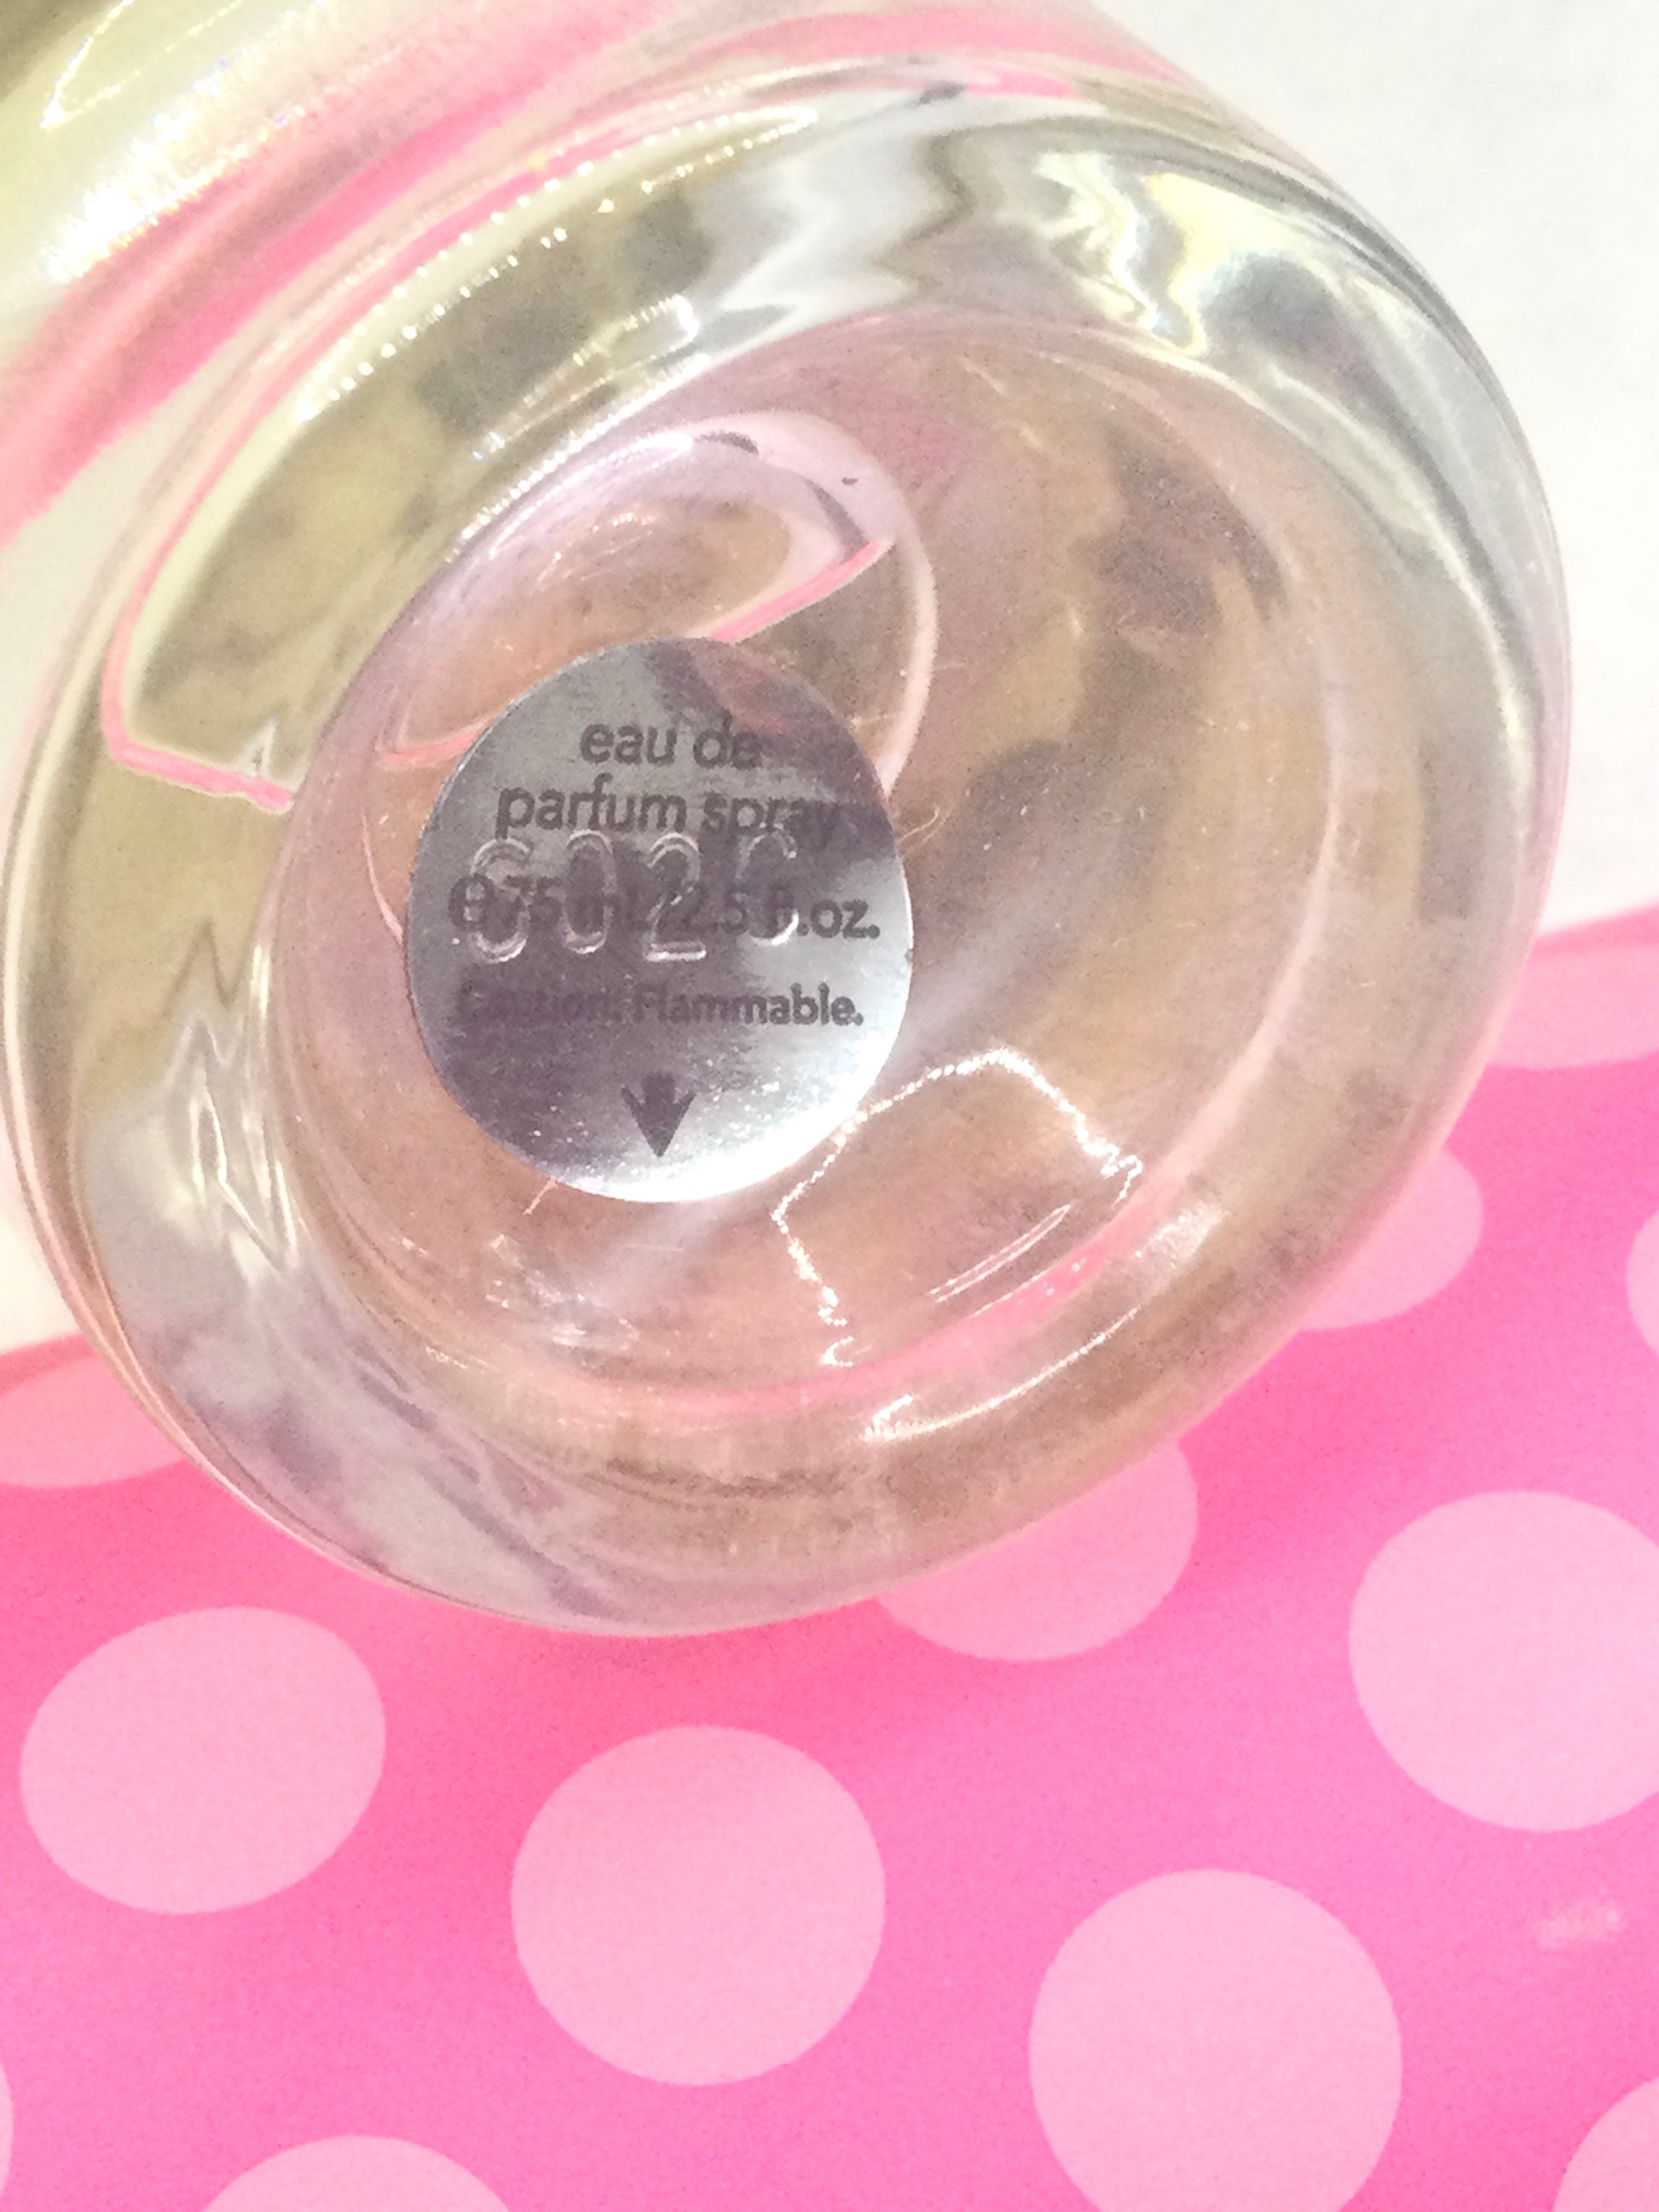 eau de
parfum spray
℮ 75 mL/2.5 fl.oz.
Caution: Flammable.